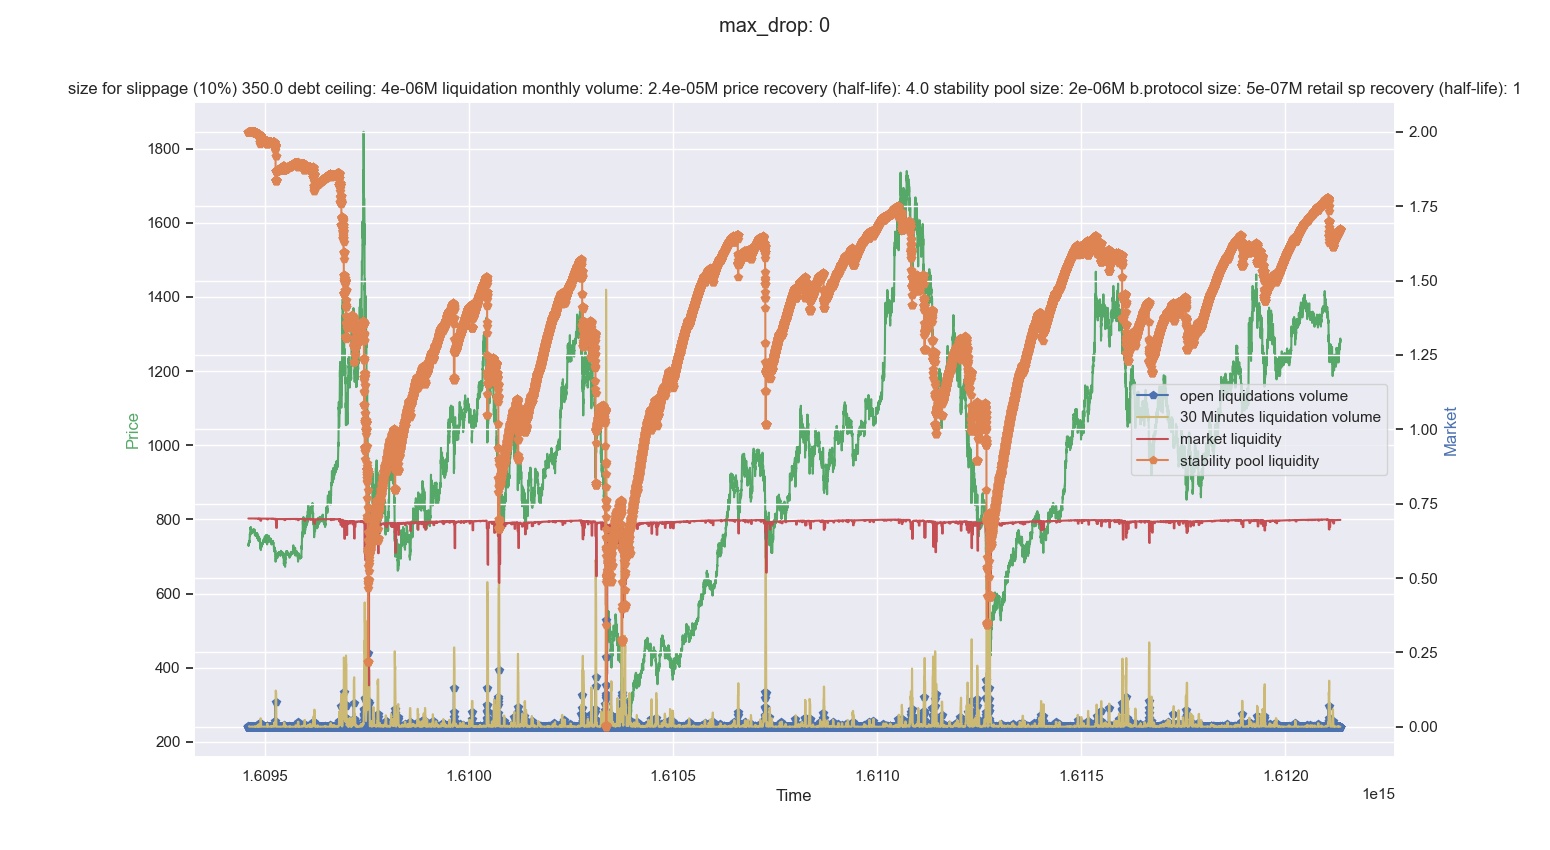 max_drop: 0
size for slippage (10%) 350.0 debt ceiling: 4e-06M liquidation monthly volume: 2.4e-05M price recovery (half-life): 4.0 stability pool size: 2e-06M b.protocol size: 5e-07M retail sp recovery (half-life): 1
1800
1600
1400
1200
1000
800
600
400
200
Price
2.00
1.75
1.50
1.25
1.00
0.75
0.50
0.25
0.00
Market
open liquidations volume
30 Minutes liquidation volume
market liquidity
stability pool liquidity
1.6095 1.6100 1.6105 1.6110 1.6115 1.6120
1e15
Time